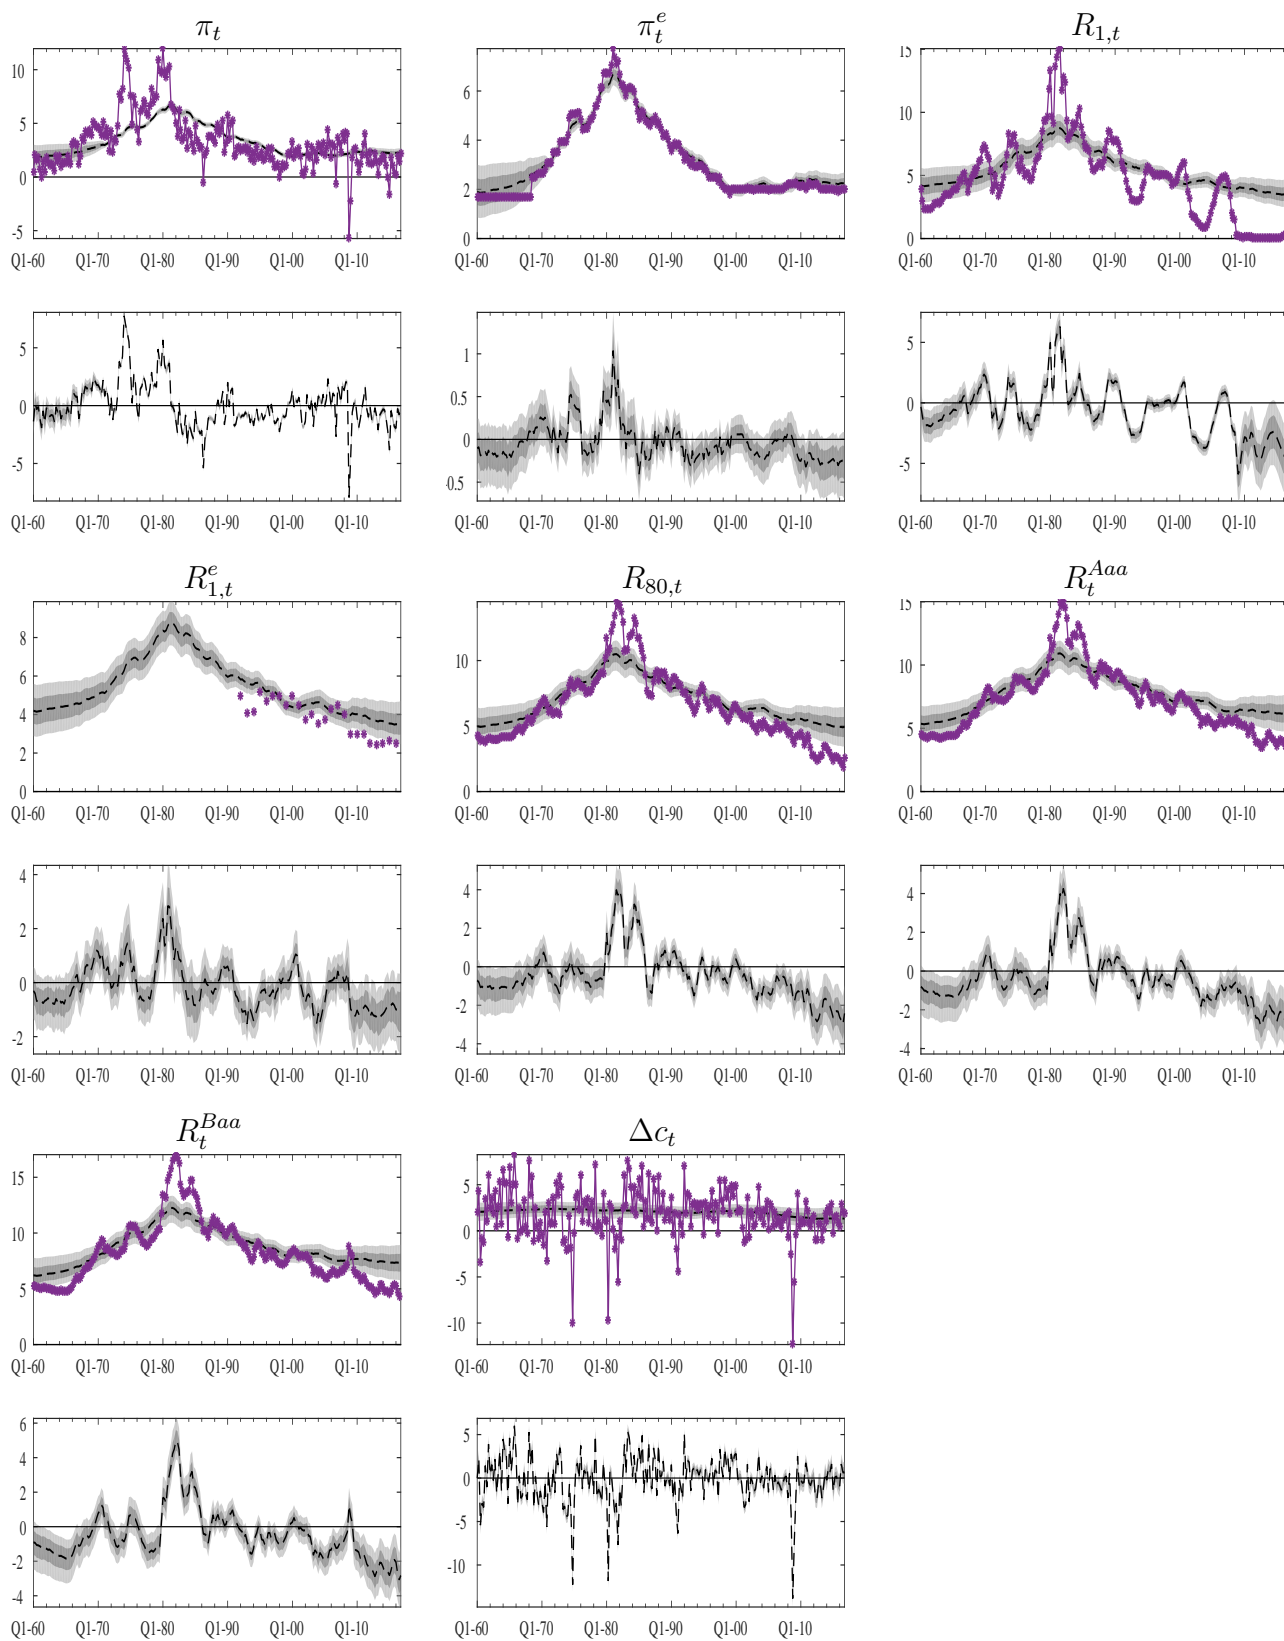 π_t π_t^e R_{1,t}
10 5 0 -5
6 4 2 0
15 10 5 0
Q1-60 Q1-70 Q1-80 Q1-90 Q1-00 Q1-10 Q1-60 Q1-70 Q1-80 Q1-90 Q1-00 Q1-10 Q1-60 Q1-70 Q1-80 Q1-90 Q1-00 Q1-10
5 0 -5
1 0.5 0 0.5
5 0 -5
Q1-60 Q1-70 Q1-80 Q1-90 Q1-00 Q1-10 Q1-60 Q1-70 Q1-80 Q1-90 Q1-00 Q1-10 Q1-60 Q1-70 Q1-80 Q1-90 Q1-00 Q1-10
R_{1,t}^e R_{80,t} R_t^{Aaa}
8 6 4 2 0
10 5 0
15 10 5 0
Q1-60 Q1-70 Q1-80 Q1-90 Q1-00 Q1-10 Q1-60 Q1-70 Q1-80 Q1-90 Q1-00 Q1-10 Q1-60 Q1-70 Q1-80 Q1-90 Q1-00 Q1-10
4 2 0 -2
4 2 0 -2 -4
4 2 0 -2 -4
Q1-60 Q1-70 Q1-80 Q1-90 Q1-00 Q1-10 Q1-60 Q1-70 Q1-80 Q1-90 Q1-00 Q1-10 Q1-60 Q1-70 Q1-80 Q1-90 Q1-00 Q1-10
R_t^{Baa} Δc_t
15 10 5 0
5 0 -5 -10
Q1-60 Q1-70 Q1-80 Q1-90 Q1-00 Q1-10 Q1-60 Q1-70 Q1-80 Q1-90 Q1-00 Q1-10
6 4 2 0 -2 -4
5 0 -5 -10
Q1-60 Q1-70 Q1-80 Q1-90 Q1-00 Q1-10 Q1-60 Q1-70 Q1-80 Q1-90 Q1-00 Q1-10